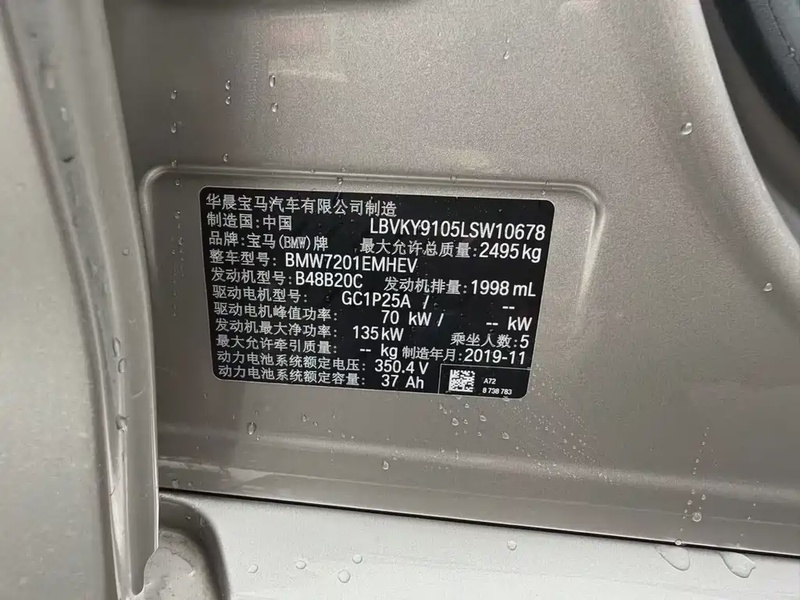 华晨宝马汽车有限公司制造
制造国:中国 LBVKY9105LSW10678
品牌:宝马(BMW)牌 最大允许总质量:2495kg
整车型号:BMW7201EMHEV
发动机型号:B48B20C 发动机排量:1998 mL
驱动电机型号: GC1P25A / --
驱动电机峰值功率: 70 kW / -- kW
发动机最大净功率: 135kW 乘坐人数:5
最大允许牵引质量: -- kg 制造年月:2019-11
动力电池系统额定电压: 350.4 V
动力电池系统额定容量: 37 Ah
A72
8 738 783